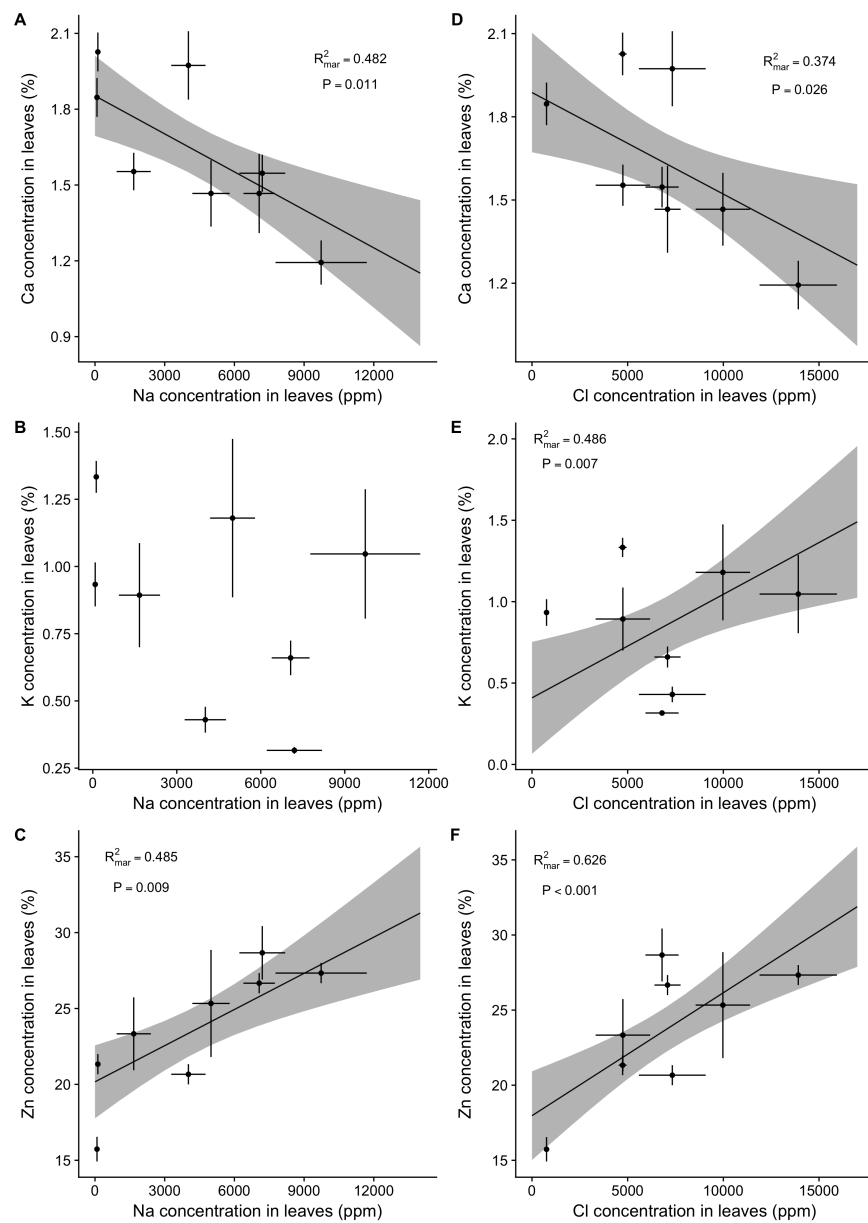 A
2.1
1.8
1.5
1.2
0.9
Ca concentration in leaves (%)
R²mar = 0.482
P = 0.011
0 3000 6000 9000 12000
Na concentration in leaves (ppm)
D
2.1
1.8
1.5
1.2
Ca concentration in leaves (%)
R²mar = 0.374
P = 0.026
0 5000 10000 15000
Cl concentration in leaves (ppm)
B
1.50
1.25
1.00
0.75
0.50
0.25
K concentration in leaves (%)
0 3000 6000 9000 12000
Na concentration in leaves (ppm)
E
2.0
1.5
1.0
0.5
0.0
K concentration in leaves (%)
R²mar = 0.486
P = 0.007
0 5000 10000 15000
Cl concentration in leaves (ppm)
C
35
30
25
20
15
Zn concentration in leaves (%)
R²mar = 0.485
P = 0.009
0 3000 6000 9000 12000
Na concentration in leaves (ppm)
F
35
30
25
20
15
Zn concentration in leaves (%)
R²mar = 0.626
P < 0.001
0 5000 10000 15000
Cl concentration in leaves (ppm)